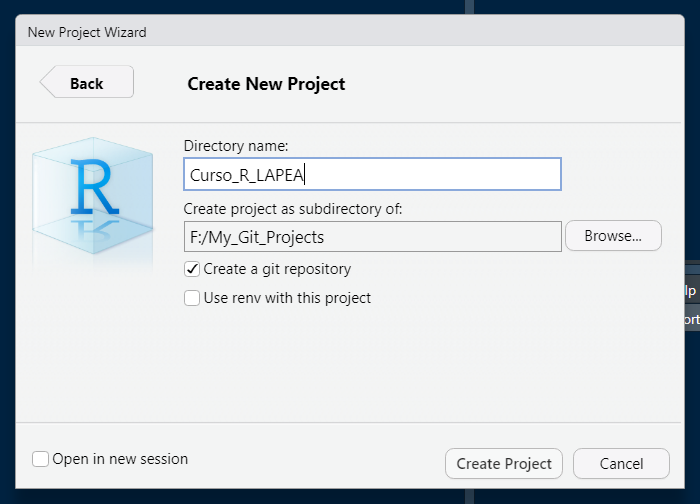 New Project Wizard
Back
Create New Project
R
Directory name:
Curso_R_LAPEA
Create project as subdirectory of:
F:/My_Git_Projects
Browse...
Create a git repository
Use renv with this project
lp
ort
Open in new session
Create Project
Cancel